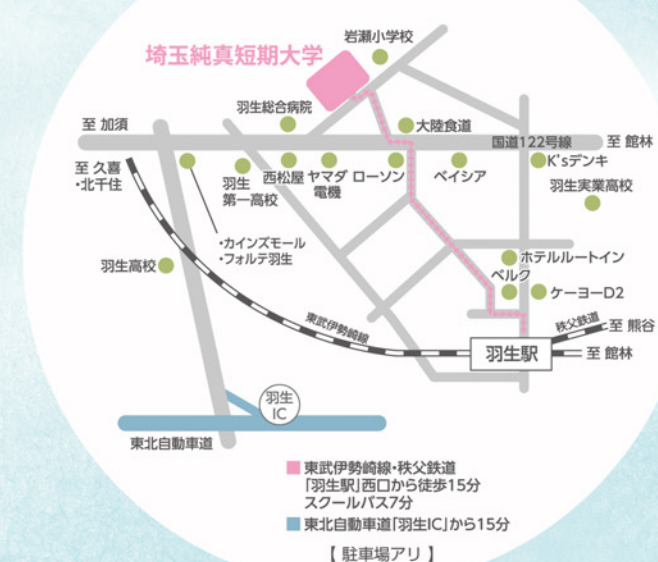 岩瀬小学校
埼玉純真短期大学
羽生総合病院
大陸食道
至 加須
国道122号線
至 館林
至 久喜
・北千住
羽生
第一高校
西松屋
ヤマダ
電機
ローソン
ベイシア
K'sデンキ
羽生実業高校
・カインズモール
・フォルテ羽生
羽生高校
ホテルルートイン
ベルク
ケーヨーD2
東武伊勢崎線
秩父鉄道
至 熊谷
羽生駅
至 館林
羽生
IC
東北自動車道
東武伊勢崎線・秩父鉄道
「羽生駅」西口から徒歩15分
スクールバス7分
東北自動車道「羽生IC」から15分
【 駐車場アリ 】